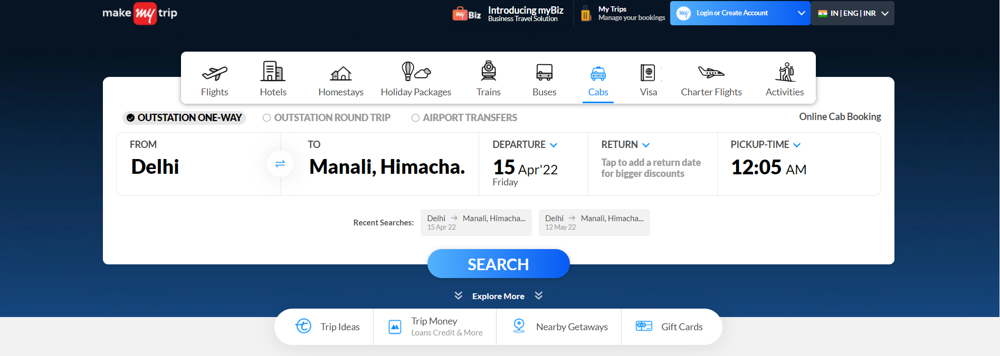 make my trip
my Biz
Introducing myBiz
Business Travel Solution
My Trips
Manage your bookings
my Login or Create Account
IN | ENG | INR
Flights
Hotels
Homestays
Holiday Packages
Trains
Buses
Cabs
Visa
Charter Flights
Activities
OUTSTATION ONE-WAY
OUTSTATION ROUND TRIP
AIRPORT TRANSFERS
Online Cab Booking
FROM
Delhi
TO
Manali, Himacha.
DEPARTURE
15 Apr'22
Friday
RETURN
Tap to add a return date
for bigger discounts
PICKUP-TIME
12:05 AM
Recent Searches:
Delhi → Manali, Himacha...
15 Apr 22
Delhi → Manali, Himacha...
12 May 22
SEARCH
Explore More
Trip Ideas
Trip Money
Loans Credit & More
Nearby Getaways
Gift Cards